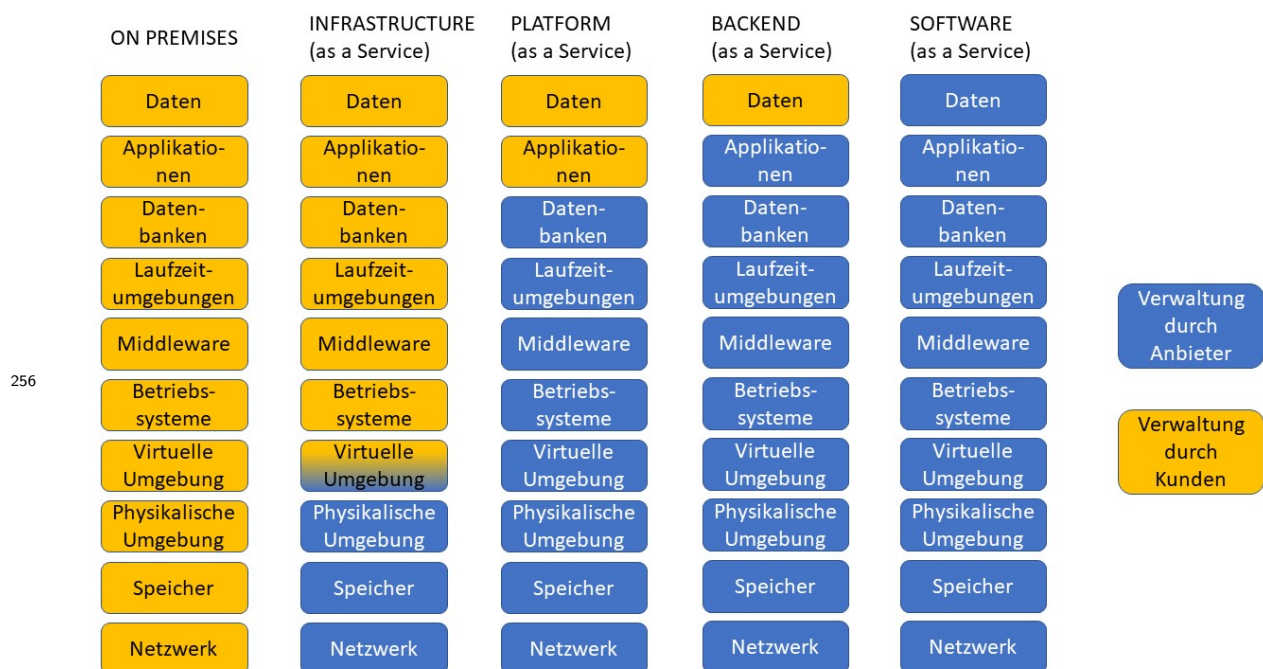 ON PREMISES
INFRASTRUCTURE
(as a Service)
PLATFORM
(as a Service)
BACKEND
(as a Service)
SOFTWARE
(as a Service)
Daten
Daten
Daten
Daten
Daten
Applikatio-
nen
Applikatio-
nen
Applikatio-
nen
Applikatio-
nen
Applikatio-
nen
Daten-
banken
Daten-
banken
Daten-
banken
Daten-
banken
Daten-
banken
Laufzeit-
umgebungen
Laufzeit-
umgebungen
Laufzeit-
umgebungen
Laufzeit-
umgebungen
Laufzeit-
umgebungen
Middleware
Middleware
Middleware
Middleware
Middleware
256
Betriebs-
systeme
Betriebs-
systeme
Betriebs-
systeme
Betriebs-
systeme
Betriebs-
systeme
Virtuelle
Umgebung
Virtuelle
Umgebung
Virtuelle
Umgebung
Virtuelle
Umgebung
Virtuelle
Umgebung
Physikalische
Umgebung
Physikalische
Umgebung
Physikalische
Umgebung
Physikalische
Umgebung
Physikalische
Umgebung
Speicher
Speicher
Speicher
Speicher
Speicher
Netzwerk
Netzwerk
Netzwerk
Netzwerk
Netzwerk
Verwaltung
durch
Anbieter
Verwaltung
durch
Kunden